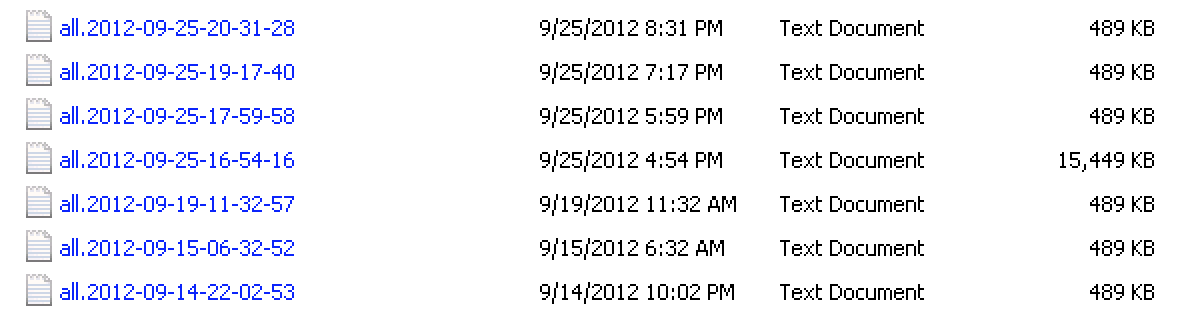 all.2012-09-25-20-31-28 9/25/2012 8:31 PM Text Document 489 KB
all.2012-09-25-19-17-40 9/25/2012 7:17 PM Text Document 489 KB
all.2012-09-25-17-59-58 9/25/2012 5:59 PM Text Document 489 KB
all.2012-09-25-16-54-16 9/25/2012 4:54 PM Text Document 15,449 KB
all.2012-09-19-11-32-57 9/19/2012 11:32 AM Text Document 489 KB
all.2012-09-15-06-32-52 9/15/2012 6:32 AM Text Document 489 KB
all.2012-09-14-22-02-53 9/14/2012 10:02 PM Text Document 489 KB